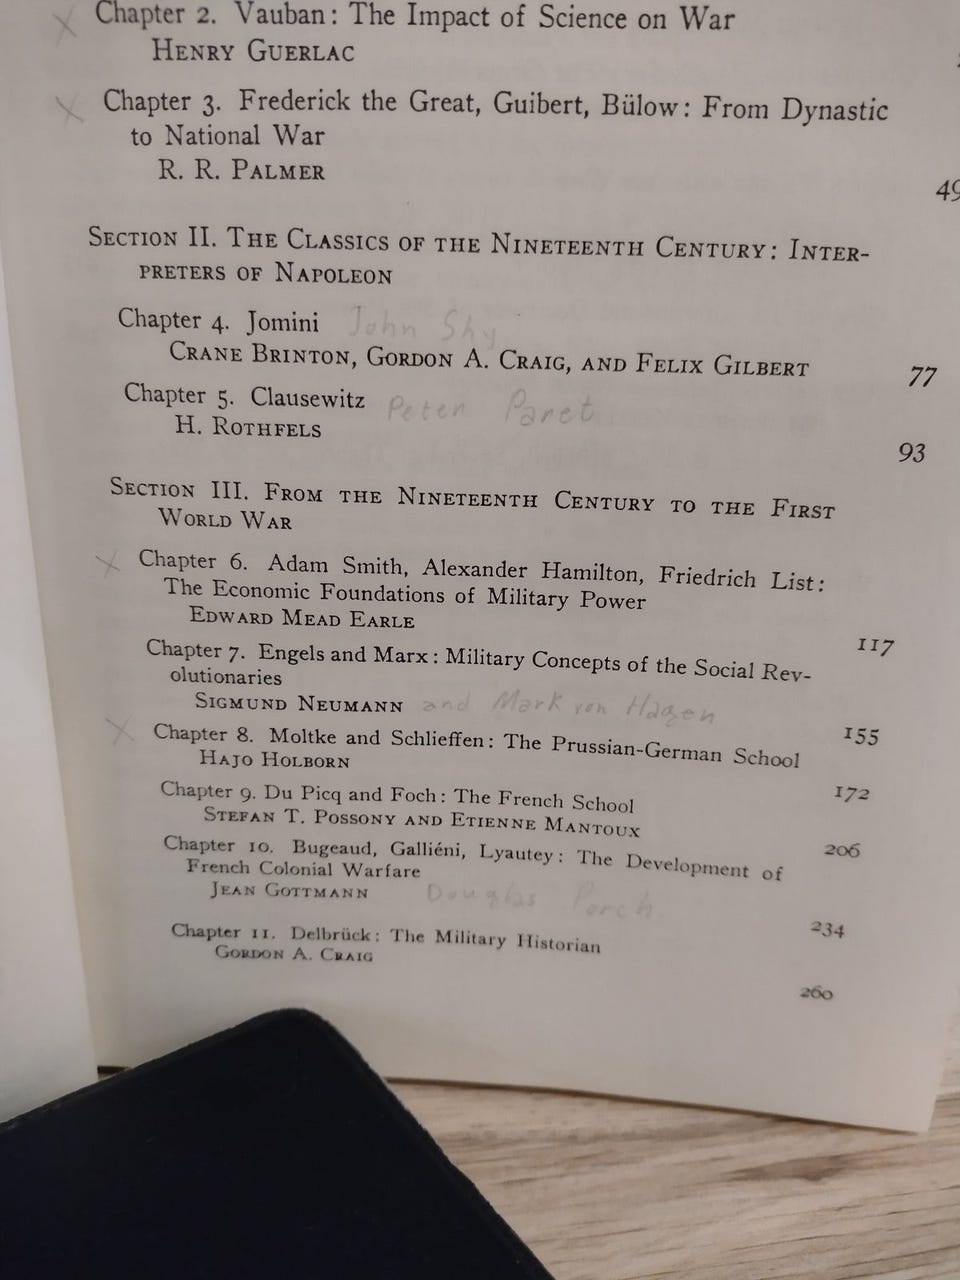 Chapter 2. Vauban: The Impact of Science on War
HENRY GUERLAC
Chapter 3. Frederick the Great, Guibert, Bülow: From Dynastic
to National War
R. R. PALMER
49
SECTION II. THE CLASSICS OF THE NINETEENTH CENTURY: INTER-
PRETERS OF NAPOLEON
Chapter 4. Jomini John Shy
CRANE BRINTON, GORDON A. CRAIG, AND FELIX GILBERT 77
Chapter 5. Clausewitz Peter Paret
H. ROTHFELS 93
SECTION III. FROM THE NINETEENTH CENTURY TO THE FIRST
WORLD WAR
Chapter 6. Adam Smith, Alexander Hamilton, Friedrich List:
The Economic Foundations of Military Power
EDWARD MEAD EARLE 117
Chapter 7. Engels and Marx: Military Concepts of the Social Rev-
olutionaries
SIGMUND NEUMANN and Mark von Hagen 155
Chapter 8. Moltke and Schlieffen: The Prussian-German School
HAJO HOLBORN 172
Chapter 9. Du Picq and Foch: The French School
STEFAN T. POSSONY AND ETIENNE MANTOUX 206
Chapter 10. Bugeaud, Galliéni, Lyautey: The Development of
French Colonial Warfare
JEAN GOTTMANN Douglas Porch 234
Chapter 11. Delbrück: The Military Historian
GORDON A. CRAIG 260